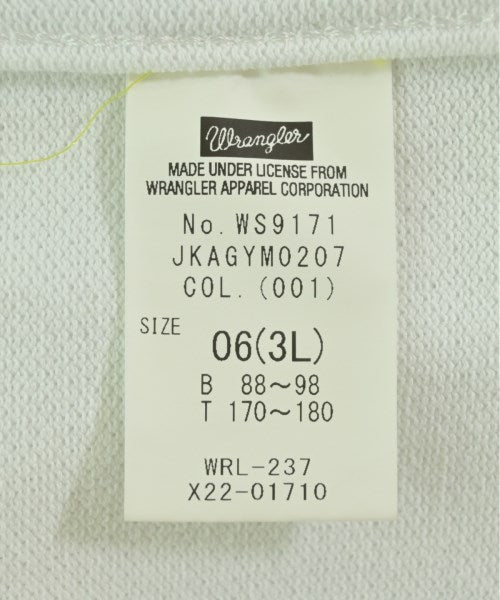 Wrangler
MADE UNDER LICENSE FROM
WRANGLER APPAREL CORPORATION
No. WS9171
JKAGYM0207
COL. (001)
SIZE 06(3L)
B 88～98
T 170～180
WRL-237
X22-01710